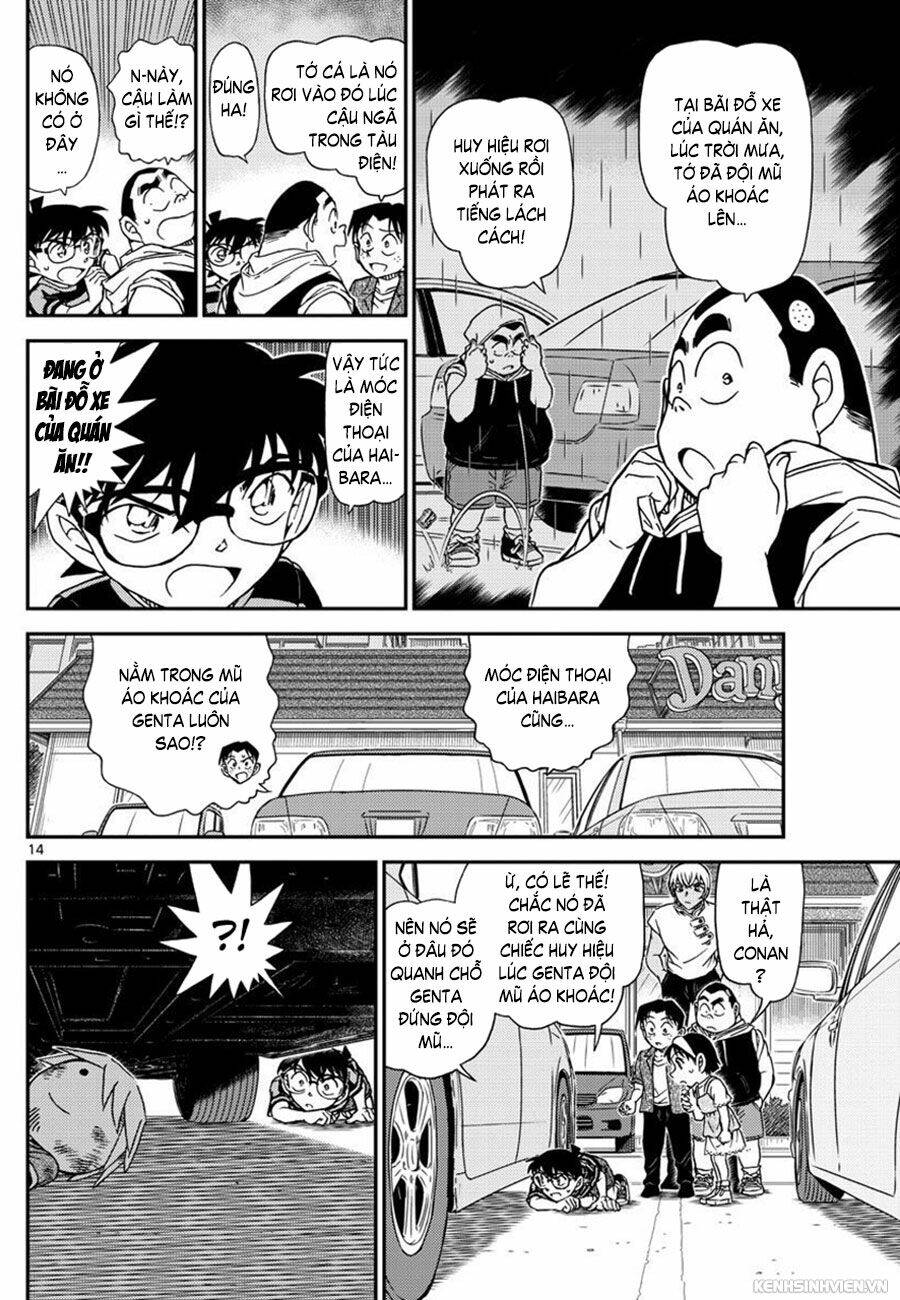 TẠI BÃI ĐỖ XE
CỦA QUÁN ĂN,
LÚC TRỜI MƯA,
TỚ ĐÃ ĐỘI MŨ
ÁO KHOÁC
LÊN...
HUY HIỆU RƠI
XUỐNG RỒI
PHÁT RA
TIẾNG LÁCH
CÁCH!
TỚ CÁ LÀ NÓ
RƠI VÀO ĐÓ LÚC
CẬU NGÃ
TRONG TÀU
ĐIỆN!
ĐÚNG
HA!
N-NÀY,
CẬU LÀM
GÌ THẾ!?
NÓ
KHÔNG
CÓ Ở
ĐÂY
...
VẬY TỨC
LÀ MÓC
ĐIỆN
THOẠI
CỦA HAI-
BARA...
ĐANG Ở
BÃI ĐỖ XE
CỦA QUÁN
ĂN!!
Dany
MÓC ĐIỆN THOẠI
CỦA HAIBARA
CŨNG...
NẰM TRONG MŨ
ÁO KHOÁC CỦA
GENTA LUÔN
SAO!?
14
LÀ
THẬT
HẢ,
CONAN
?
Ừ, CÓ LẼ THẾ!
CHẮC NÓ ĐÃ
RƠI RA CÙNG
CHIẾC HUY HIỆU
LÚC GENTA ĐỘI
MŨ ÁO KHOÁC!
NÊN NÓ SẼ
Ở ĐÂU ĐÓ
QUANH CHỖ
GENTA
ĐỨNG ĐỘI
MŨ...
?!
KENHSINHVIEN.VN